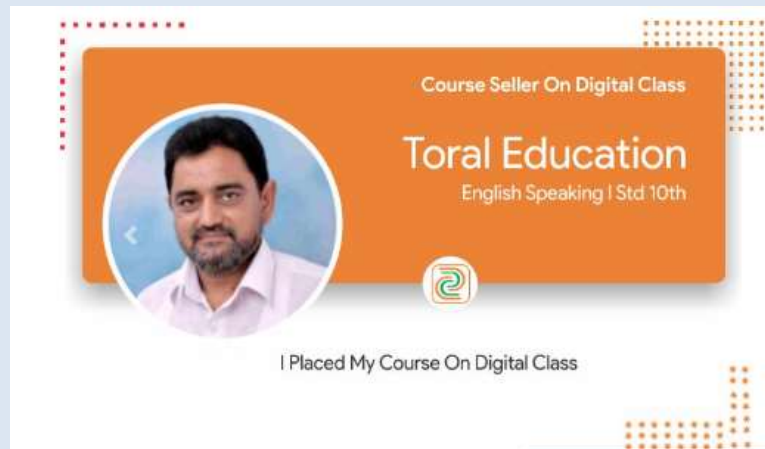 Course Seller On Digital Class
Toral Education
English Speaking I Std 10th
I Placed My Course On Digital Class